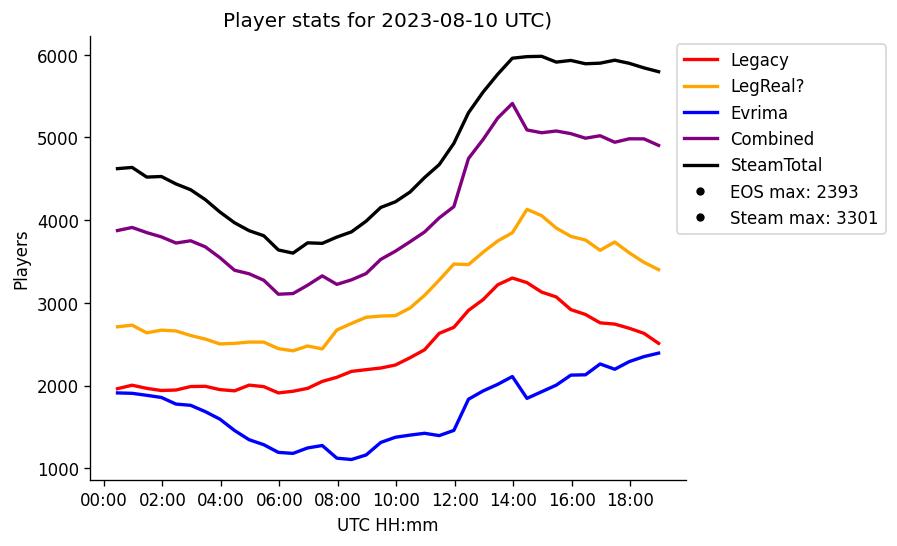 Player stats for 2023-08-10 UTC)
Legacy
LegReal?
Evrima
Combined
SteamTotal
EOS max: 2393
Steam max: 3301
Players
6000
5000
4000
3000
2000
1000
00:00 02:00 04:00 06:00 08:00 10:00 12:00 14:00 16:00 18:00
UTC HH:mm